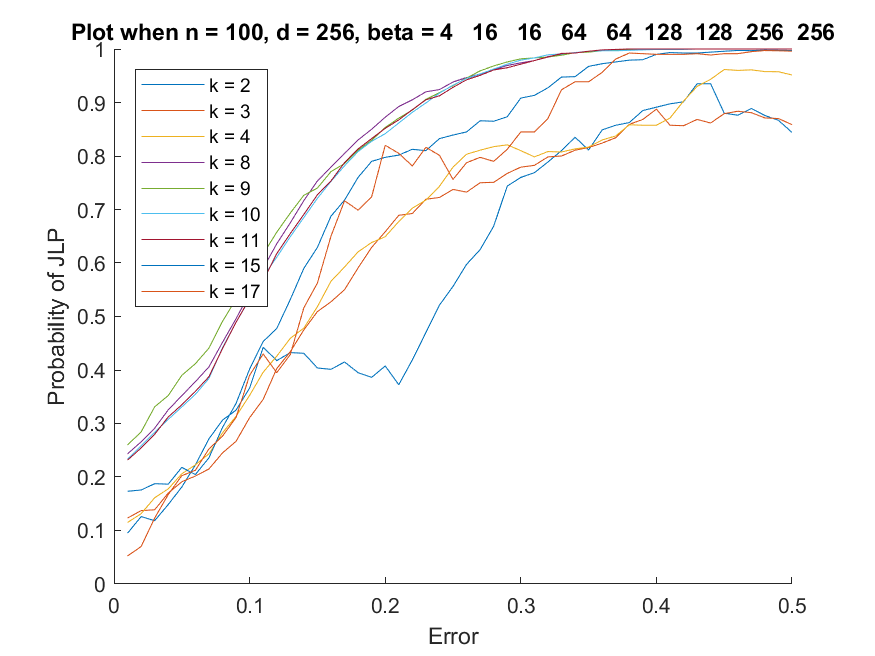 Plot when n = 100, d = 256, beta = 4 16 16 64 64 128 128 256 256
1
0.9
0.8
0.7
0.6
0.5
0.4
0.3
0.2
0.1
0
Probability of JLP
k = 2
k = 3
k = 4
k = 8
k = 9
k = 10
k = 11
k = 15
k = 17
0 0.1 0.2 0.3 0.4 0.5
Error